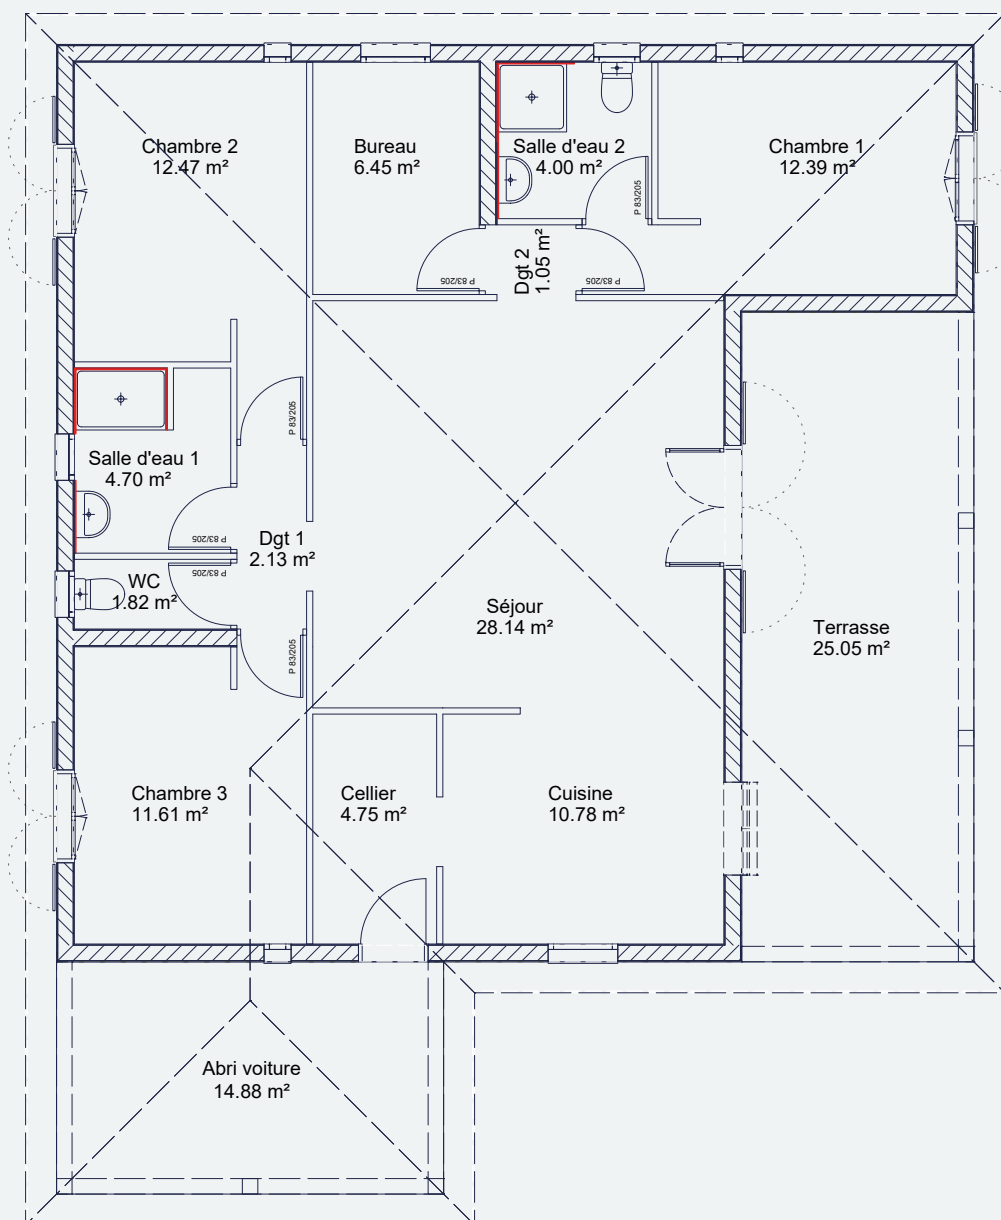 Chambre 2
12.47 m²
Bureau
6.45 m²
Salle d'eau 2
4.00 m²
Chambre 1
12.39 m²
P 83/205
Dgt 2
1.05 m²
P 83/205
P 83/205
P 83/205
Salle d'eau 1
4.70 m²
P 83/205
Dgt 1
2.13 m²
P 83/205
WC
1.82 m²
P 83/205
Séjour
28.14 m²
Terrasse
25.05 m²
Chambre 3
11.61 m²
Cellier
4.75 m²
Cuisine
10.78 m²
Abri voiture
14.88 m²